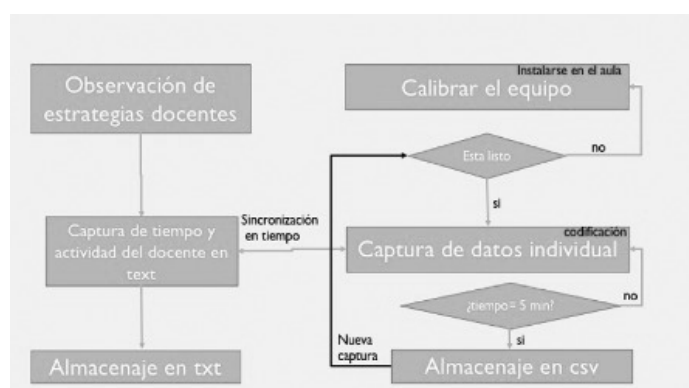 Observación de
estrategias docentes
Captura de tiempo y
actividad del docente en
text
Almacenaje en txt
Sincronización
en tiempo
Instalarse en el aula
Calibrar el equipo
Esta listo
no
si
codificación
Captura de datos individual
¿tiempo= 5 min?
no
si
Nueva
captura
Almacenaje en csv